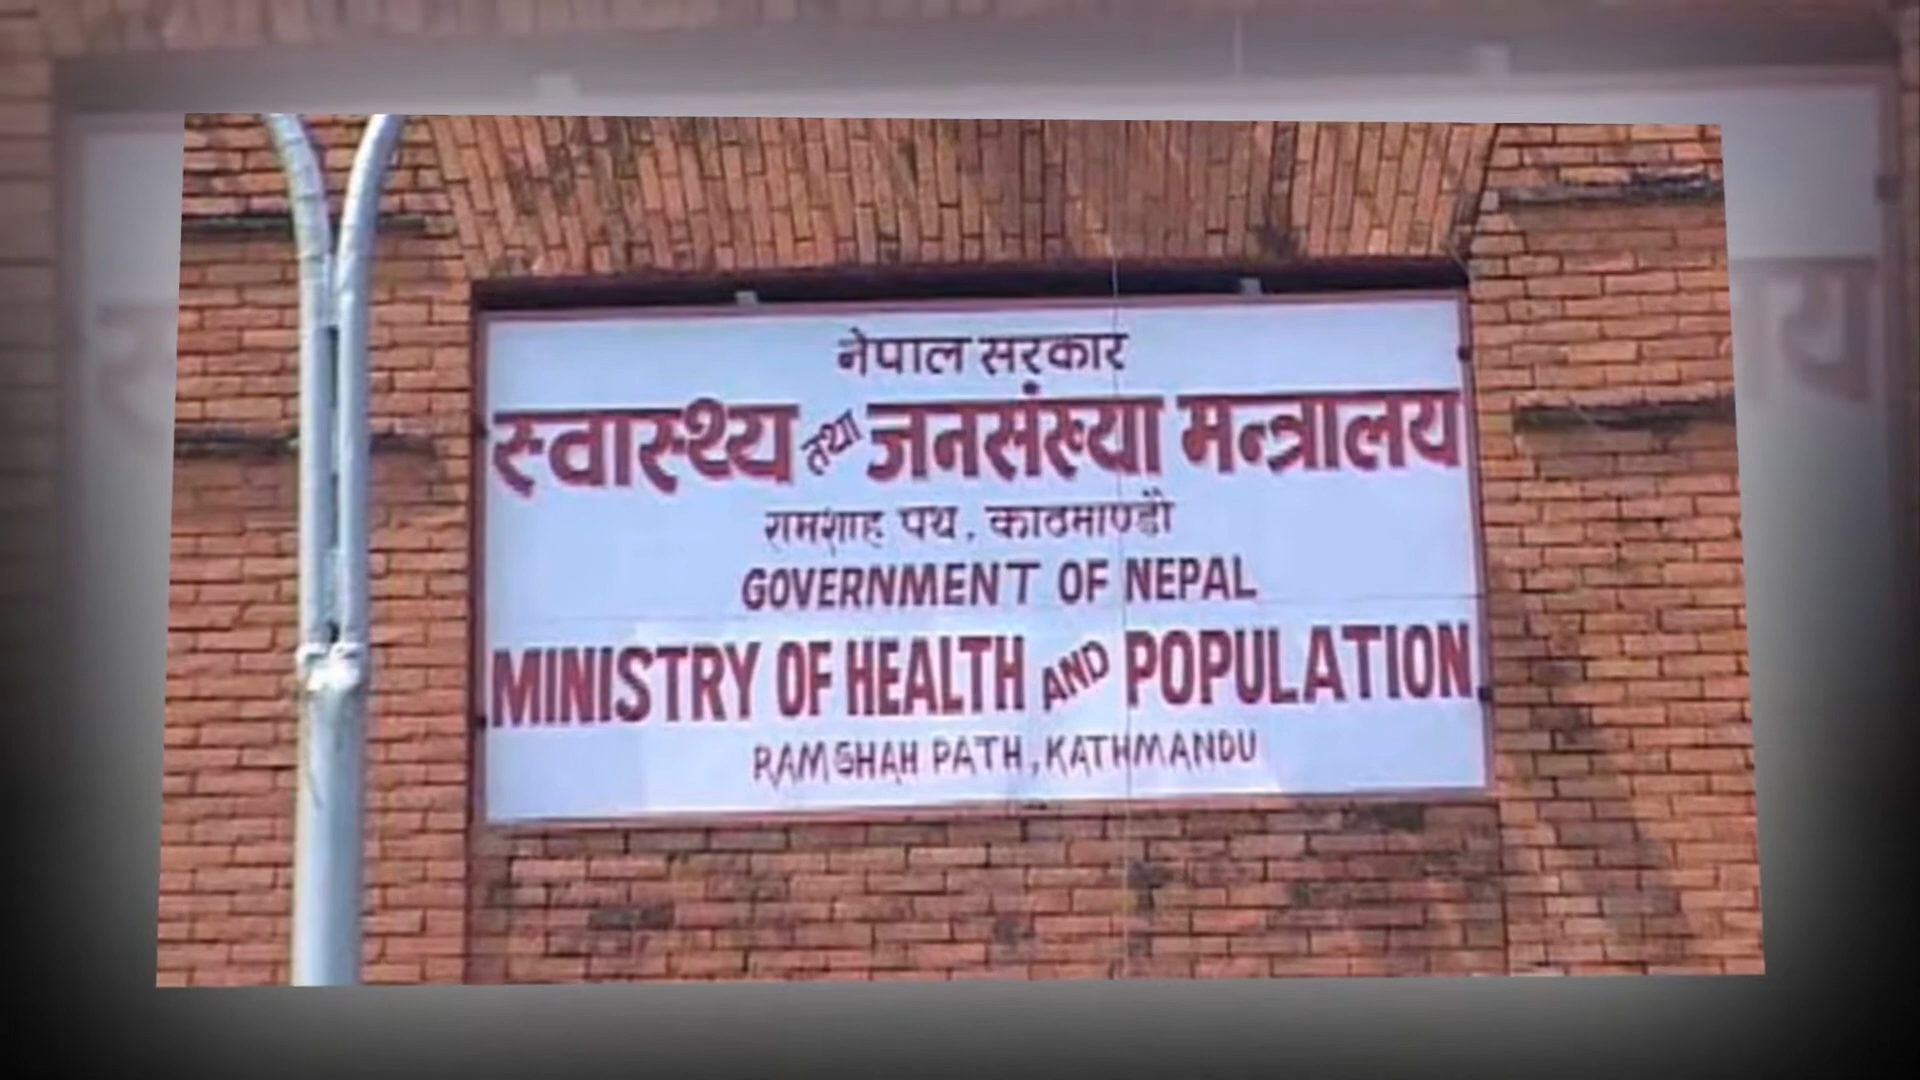 नेपाल सरकार
स्वास्थ्य तथा जनसंख्या मन्त्रालय
रामशाह पथ, काठमाण्डौ
GOVERNMENT OF NEPAL
MINISTRY OF HEALTH AND POPULATION
RAMSHAH PATH, KATHMANDU